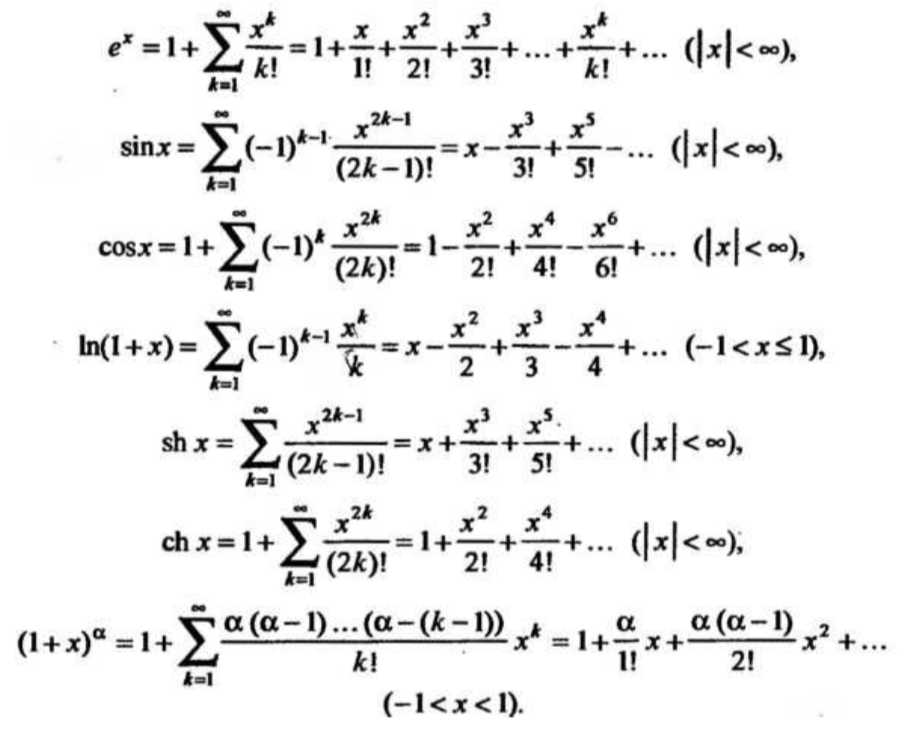 e^x = 1 + ∑_{k=1}^{∞} x^k/k! = 1 + x/1! + x^2/2! + x^3/3! + ... + x^k/k! + ... (|x| < ∞),
sin x = ∑_{k=1}^{∞} (−1)^{k−1} x^{2k−1}/(2k − 1)! = x − x^3/3! + x^5/5! − ... (|x| < ∞),
cos x = 1 + ∑_{k=1}^{∞} (−1)^k x^{2k}/(2k)! = 1 − x^2/2! + x^4/4! − x^6/6! + ... (|x| < ∞),
ln(1 + x) = ∑_{k=1}^{∞} (−1)^{k−1} x^k/k = x − x^2/2 + x^3/3 − x^4/4 + ... (−1 < x ≤ 1),
sh x = ∑_{k=1}^{∞} x^{2k−1}/(2k − 1)! = x + x^3/3! + x^5/5! + ... (|x| < ∞),
ch x = 1 + ∑_{k=1}^{∞} x^{2k}/(2k)! = 1 + x^2/2! + x^4/4! + ... (|x| < ∞);
(1 + x)^α = 1 + ∑_{k=1}^{∞} α(α − 1)...(α − (k − 1))/k! x^k = 1 + α/1! x + α(α − 1)/2! x^2 + ...
(−1 < x < 1).